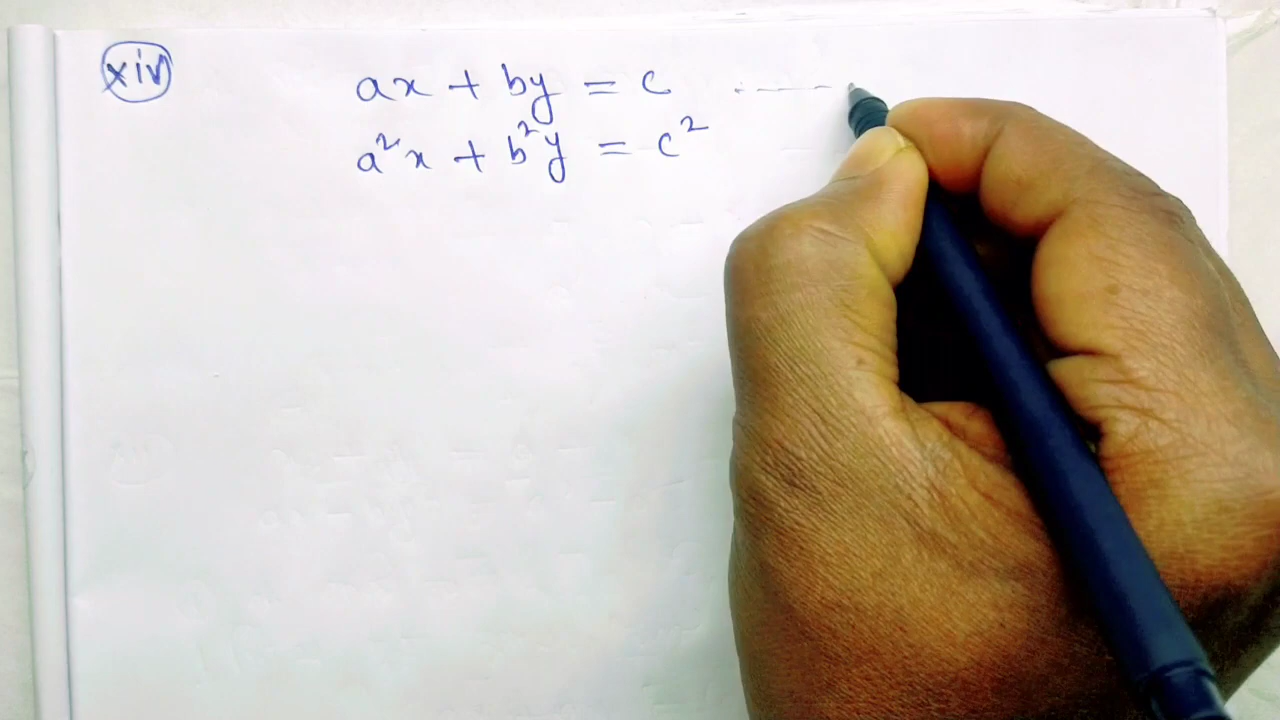 xiv ax + by = c .----
a²x + b²y = c²